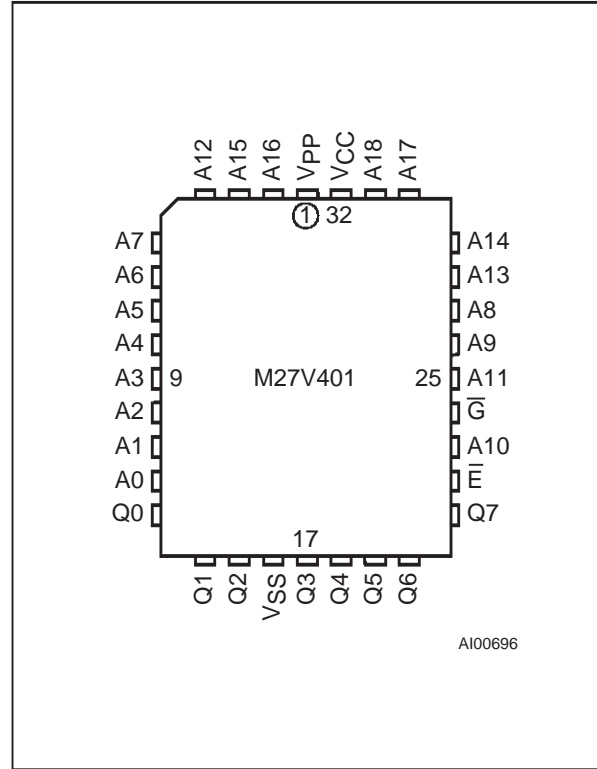 A12 A15 A16 VPP VCC A18 A17
1 32
A7 A14
A6 A13
A5 A8
A4 A9
A3 9 M27V401 25 A11
A2 G̅
A1 A10
A0 E̅
Q0 Q7
17
Q1 Q2 VSS Q3 Q4 Q5 Q6
AI00696